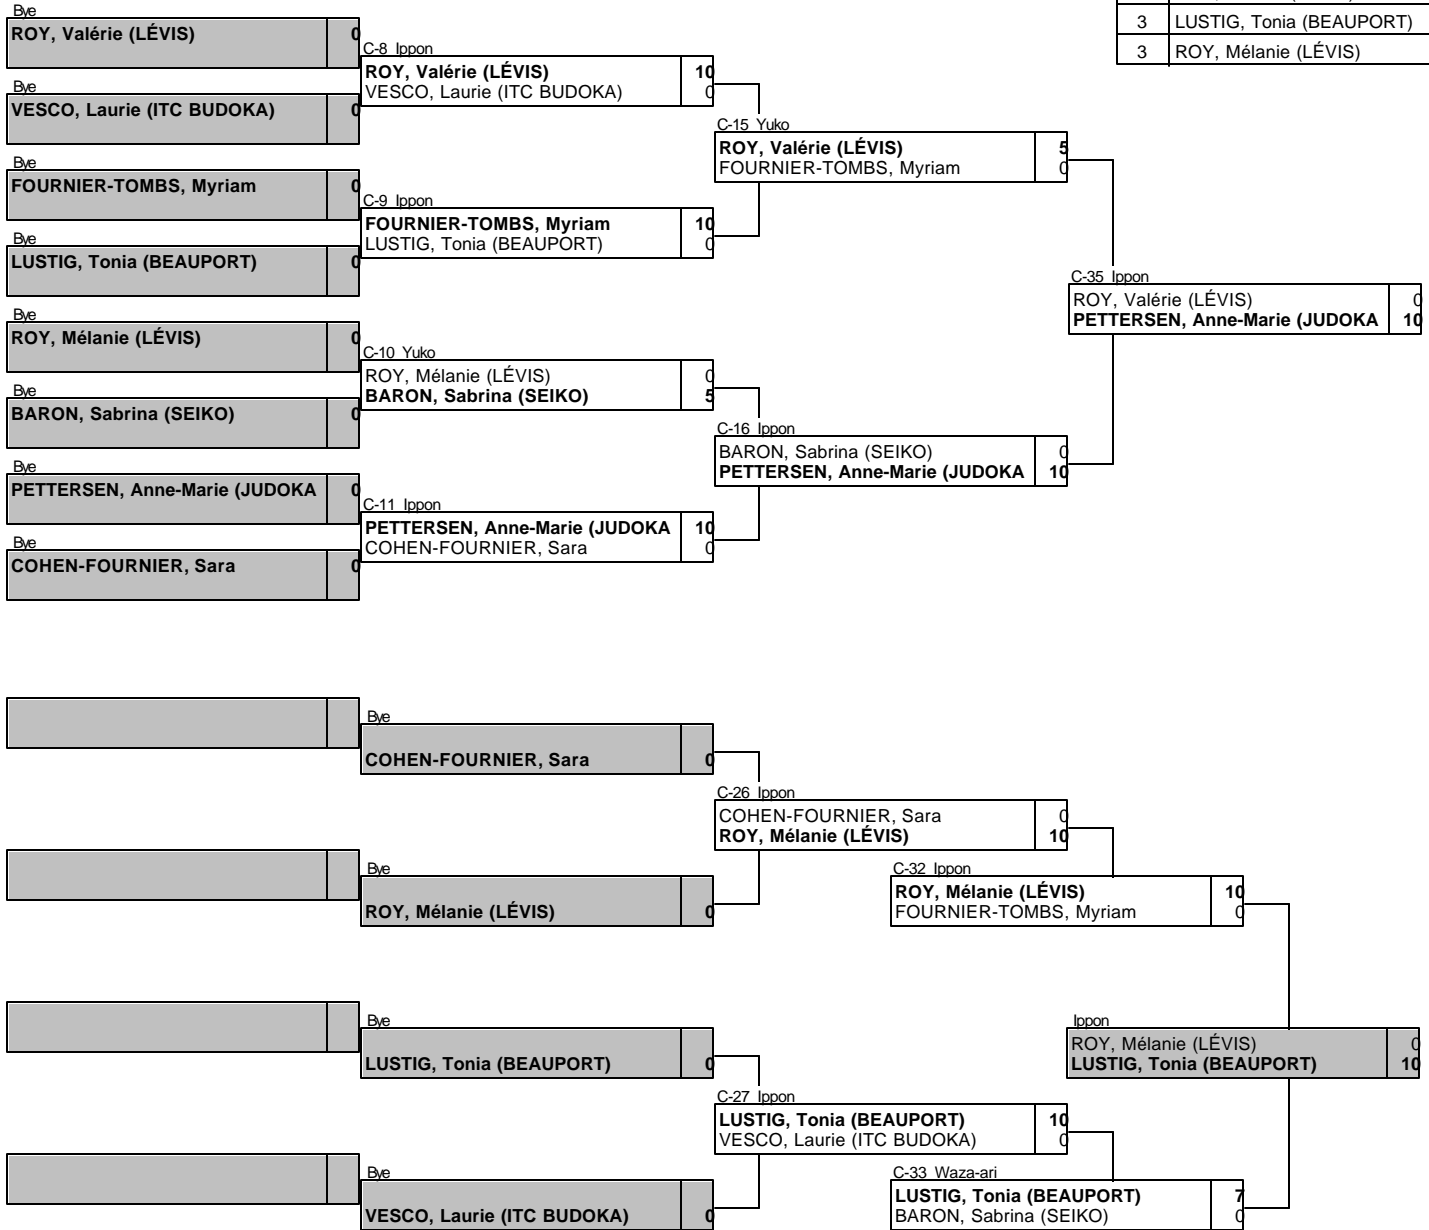 Bye
ROY, Valérie (LÉVIS) 0
Bye
VESCO, Laurie (ITC BUDOKA) 0
Bye
FOURNIER-TOMBS, Myriam 0
Bye
LUSTIG, Tonia (BEAUPORT) 0
Bye
ROY, Mélanie (LÉVIS) 0
Bye
BARON, Sabrina (SEIKO) 0
Bye
PETTERSEN, Anne-Marie (JUDOKA 0
Bye
COHEN-FOURNIER, Sara 0
C-8 Ippon
ROY, Valérie (LÉVIS) 10
VESCO, Laurie (ITC BUDOKA) 0
C-9 Ippon
FOURNIER-TOMBS, Myriam 10
LUSTIG, Tonia (BEAUPORT) 0
C-10 Yuko
ROY, Mélanie (LÉVIS) 0
BARON, Sabrina (SEIKO) 5
C-11 Ippon
PETTERSEN, Anne-Marie (JUDOKA 10
COHEN-FOURNIER, Sara 0
C-15 Yuko
ROY, Valérie (LÉVIS) 5
FOURNIER-TOMBS, Myriam 0
C-16 Ippon
BARON, Sabrina (SEIKO) 0
PETTERSEN, Anne-Marie (JUDOKA 10
3 LUSTIG, Tonia (BEAUPORT)
3 ROY, Mélanie (LÉVIS)
C-35 Ippon
ROY, Valérie (LÉVIS) 0
PETTERSEN, Anne-Marie (JUDOKA 10
Bye
COHEN-FOURNIER, Sara 0
Bye
ROY, Mélanie (LÉVIS) 0
Bye
LUSTIG, Tonia (BEAUPORT) 0
Bye
VESCO, Laurie (ITC BUDOKA) 0
C-26 Ippon
COHEN-FOURNIER, Sara 0
ROY, Mélanie (LÉVIS) 10
C-27 Ippon
LUSTIG, Tonia (BEAUPORT) 10
VESCO, Laurie (ITC BUDOKA) 0
C-32 Ippon
ROY, Mélanie (LÉVIS) 10
FOURNIER-TOMBS, Myriam 0
C-33 Waza-ari
LUSTIG, Tonia (BEAUPORT) 7
BARON, Sabrina (SEIKO) 0
Ippon
ROY, Mélanie (LÉVIS) 0
LUSTIG, Tonia (BEAUPORT) 10